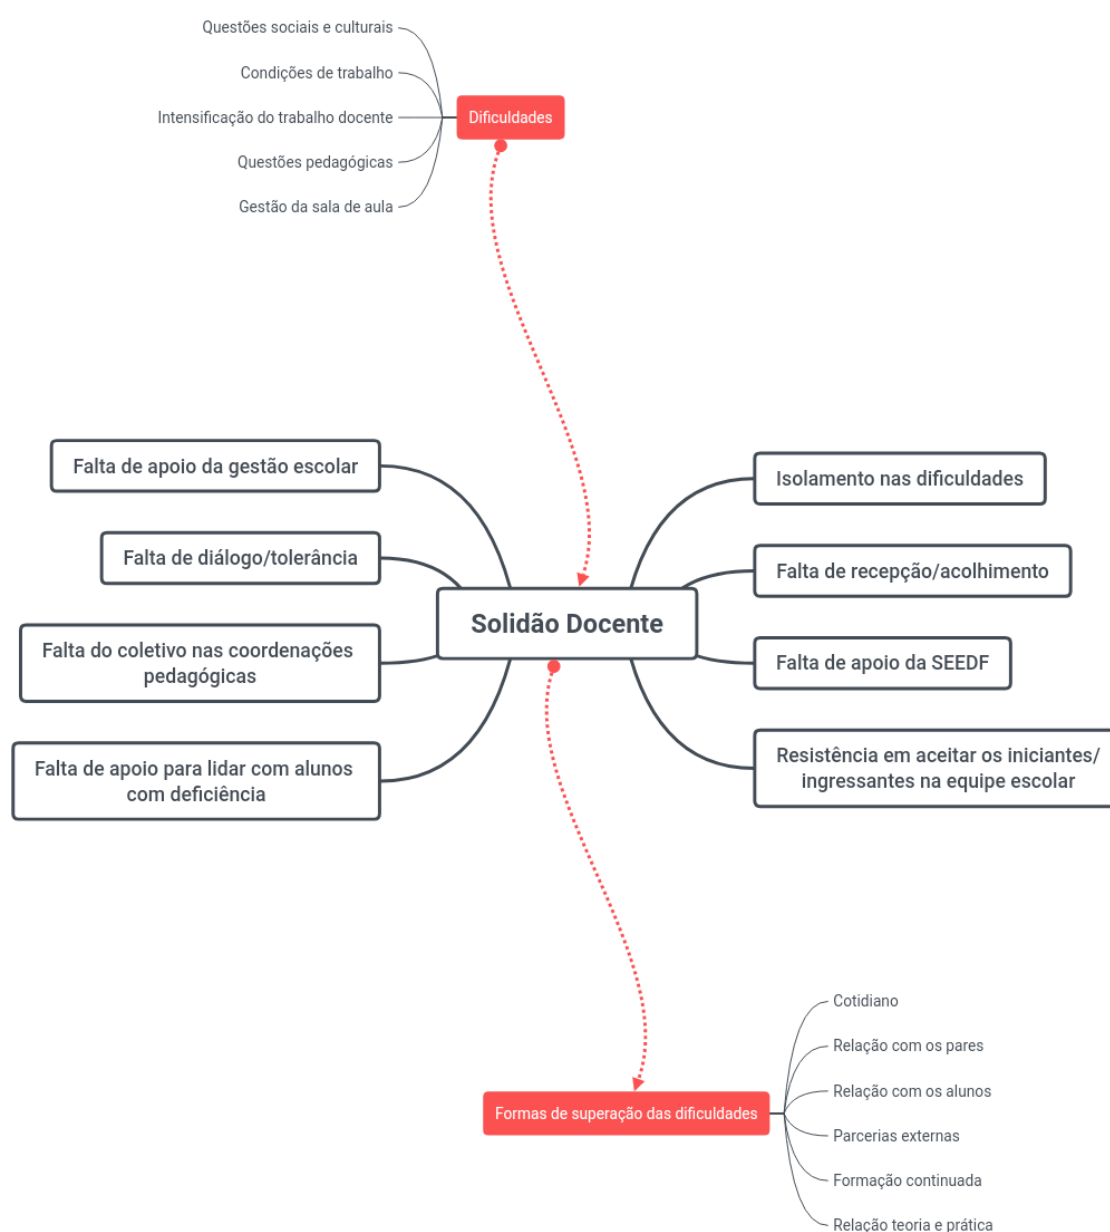 Questões sociais e culturais
Condições de trabalho
Intensificação do trabalho docente
Questões pedagógicas
Gestão da sala de aula
Dificuldades
Falta de apoio da gestão escolar
Falta de diálogo/tolerância
Falta do coletivo nas coordenações
pedagógicas
Falta de apoio para lidar com alunos
com deficiência
Solidão Docente
Isolamento nas dificuldades
Falta de recepção/acolhimento
Falta de apoio da SEEDF
Resistência em aceitar os iniciantes/
ingressantes na equipe escolar
Formas de superação das dificuldades
Cotidiano
Relação com os pares
Relação com os alunos
Parcerias externas
Formação continuada
Relação teoria e prática